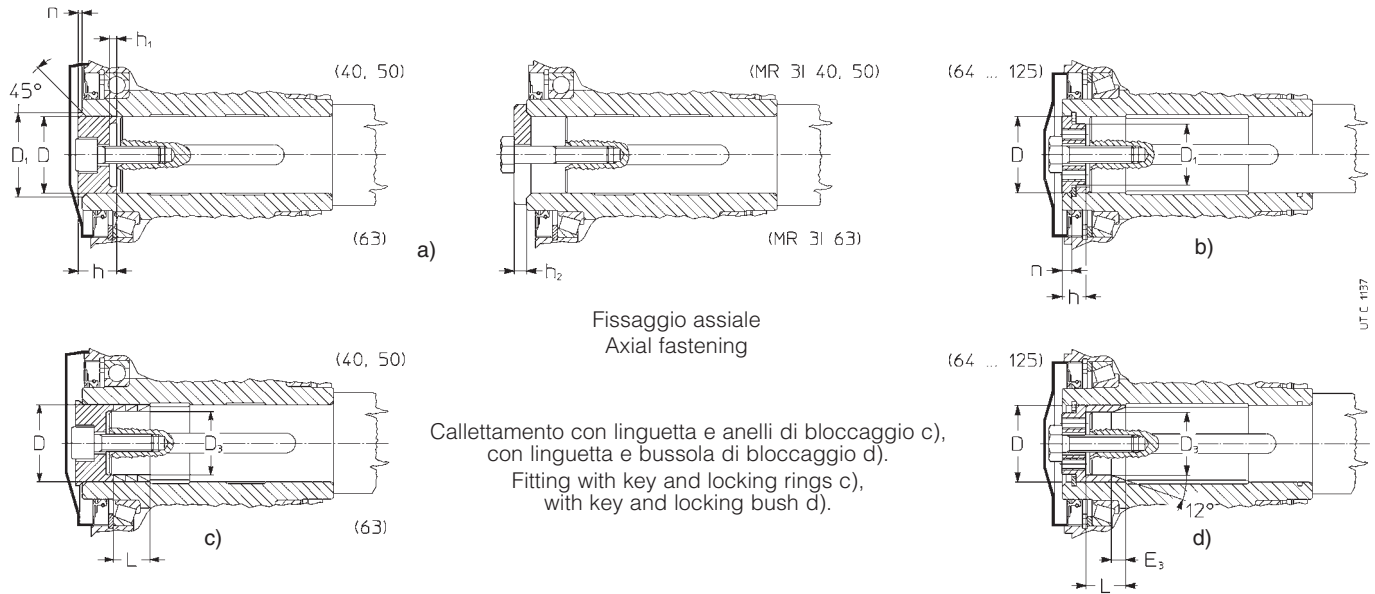 n
h₁
(40, 50)
(MR 3I 40, 50)
(64 ... 125)
45°
D₁
D
D
D₁
(63)
(MR 3I 63)
a)
b)
h
h₂
n
h
UT C 1137
Fissaggio assiale
Axial fastening
(40, 50)
(64 ... 125)
D
D₃
D
D₃
Callettamento con linguetta e anelli di bloccaggio c),
con linguetta e bussola di bloccaggio d).
Fitting with key and locking rings c),
with key and locking bush d).
12°
(63)
c)
d)
L
E₃
L